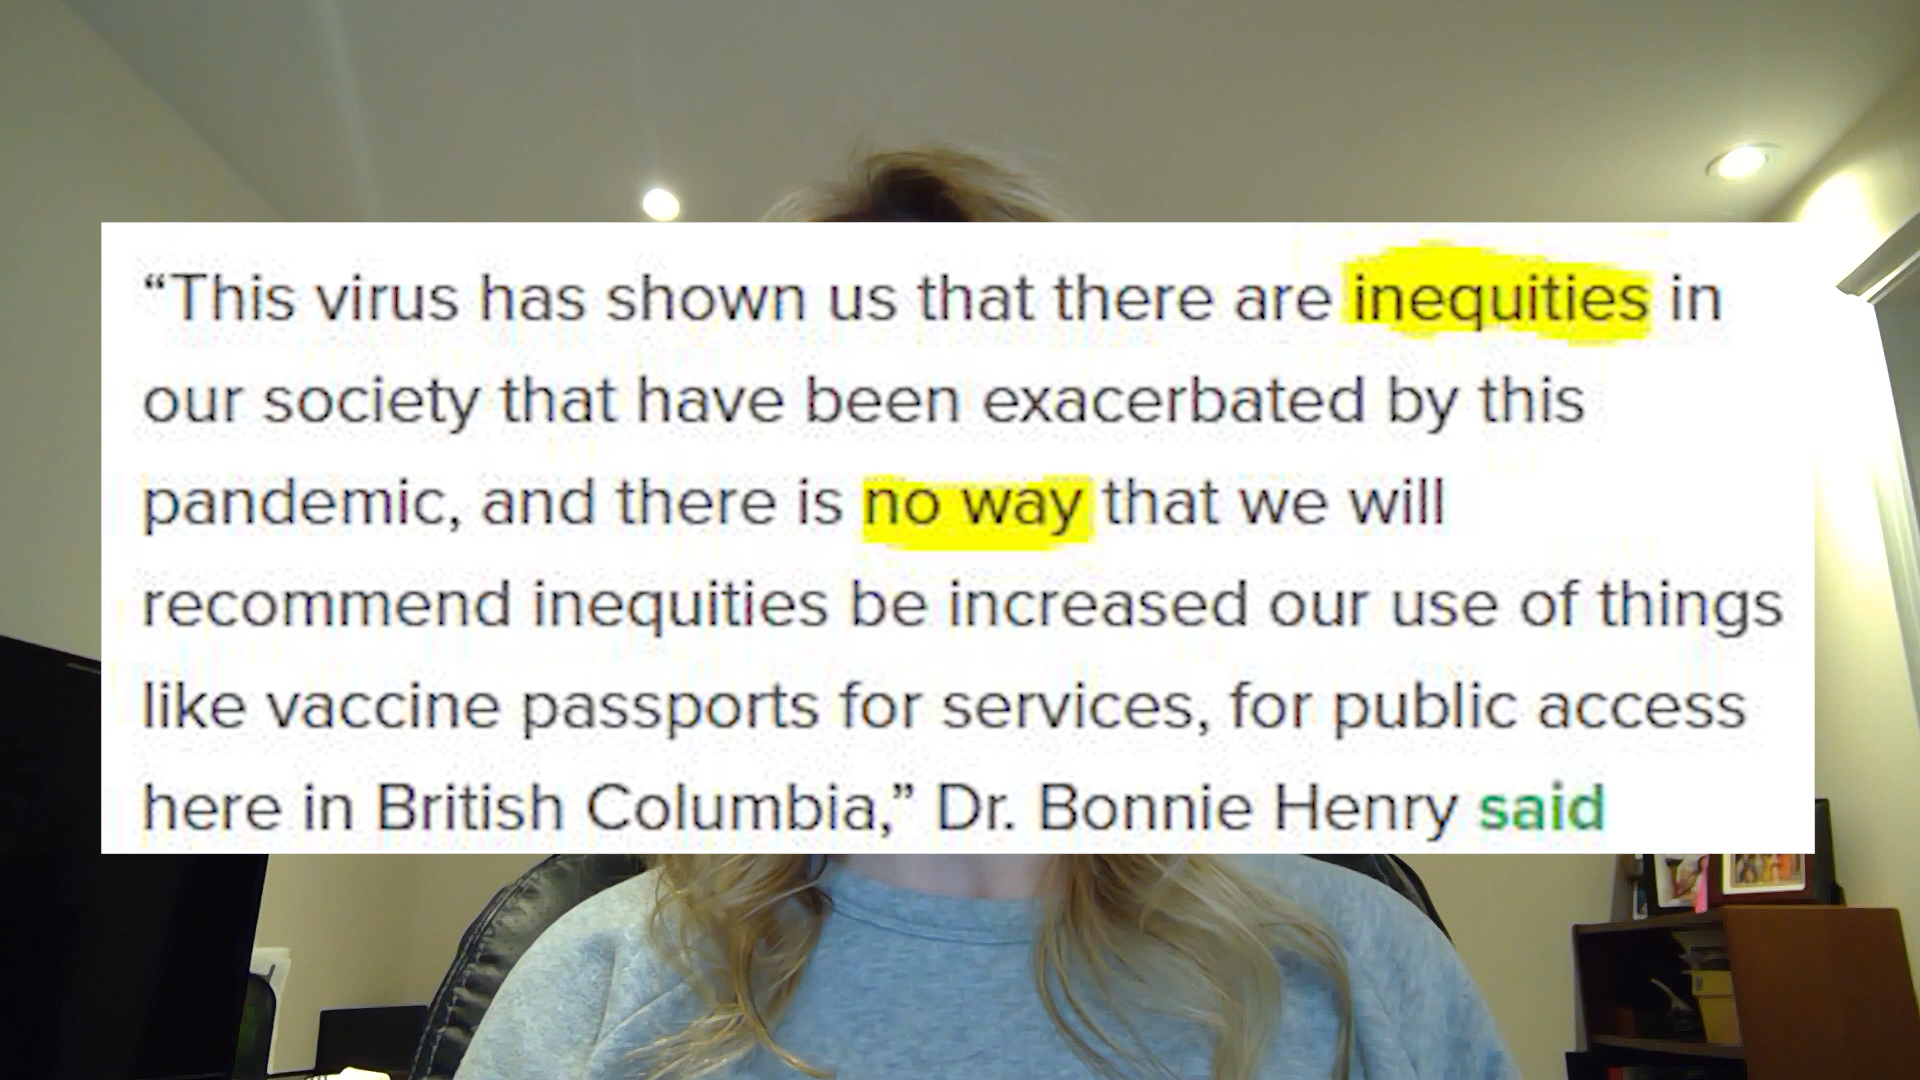 “This virus has shown us that there are inequities in
our society that have been exacerbated by this
pandemic, and there is no way that we will
recommend inequities be increased our use of things
like vaccine passports for services, for public access
here in British Columbia,” Dr. Bonnie Henry said